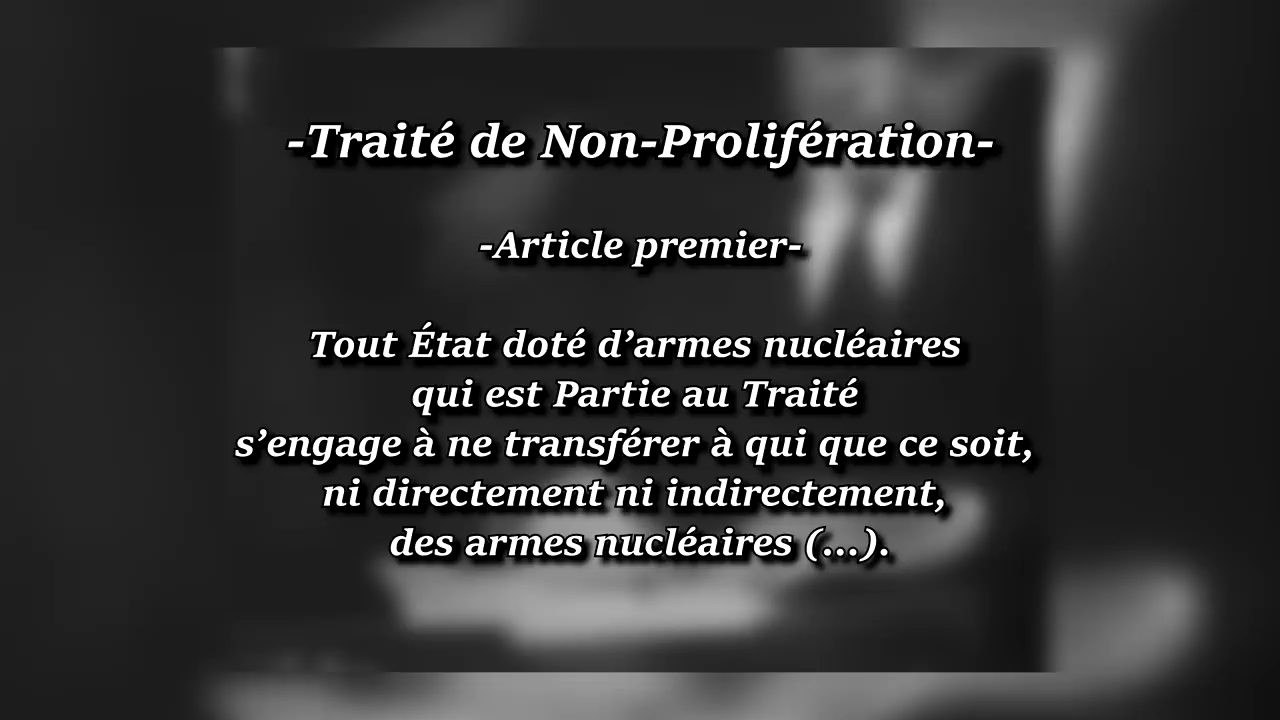 -Traité de Non-Prolifération-
-Article premier-
Tout État doté d’armes nucléaires
qui est Partie au Traité
s’engage à ne transférer à qui que ce soit,
ni directement ni indirectement,
des armes nucléaires (...).